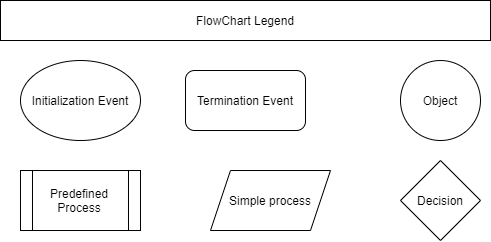 FlowChart Legend
Initialization Event
Termination Event
Object
Predefined
Process
Simple process
Decision